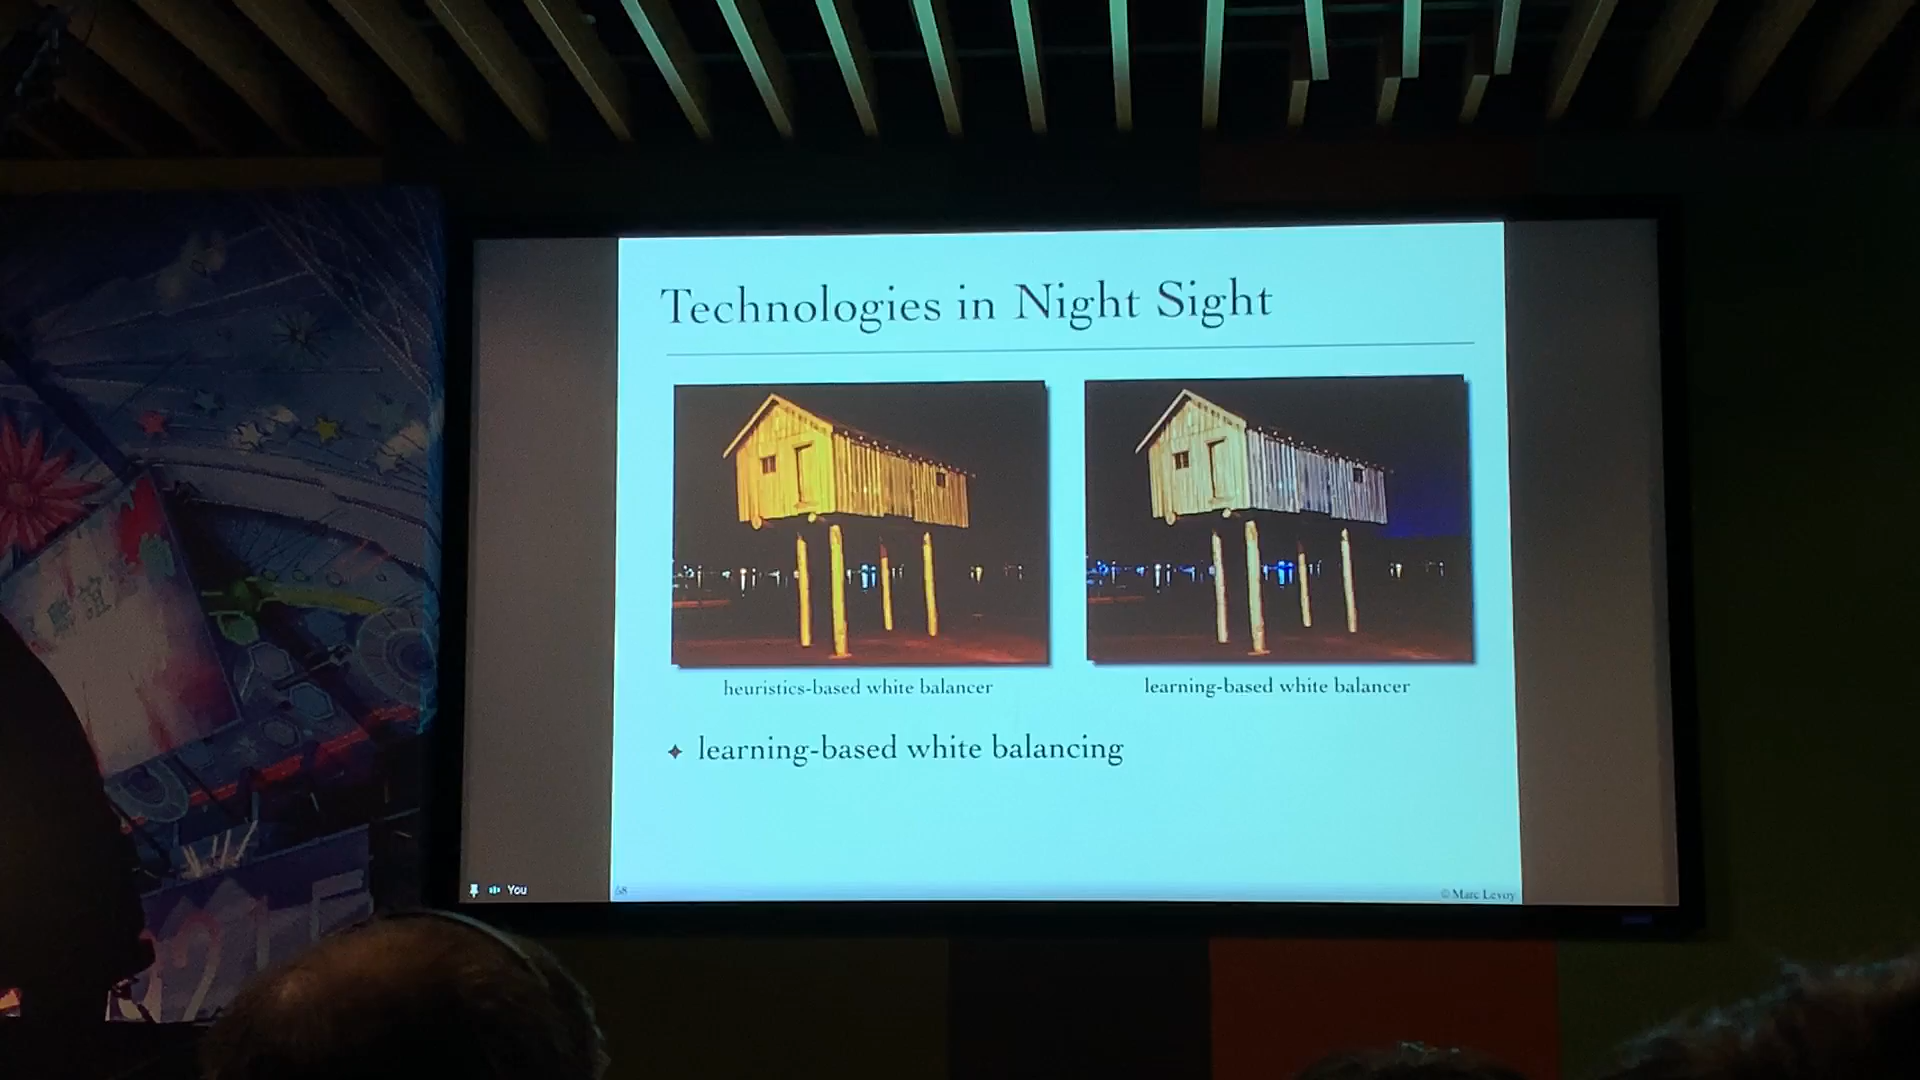 Technologies in Night Sight
heuristics-based white balancer
learning-based white balancer
✦ learning-based white balancing
You
68
© Marc Levoy